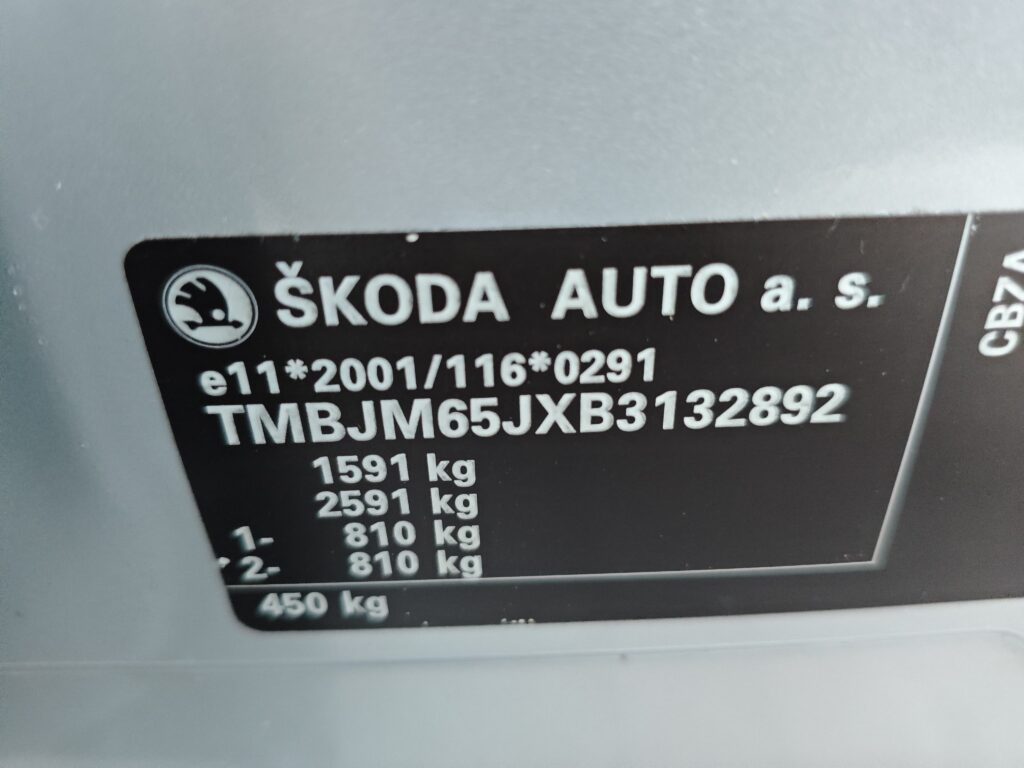 ŠKODA AUTO a. s.
e11*2001/116*0291
TMBJM65JXB3132892
1591 kg
2591 kg
1- 810 kg
2- 810 kg
450 kg
CBZA